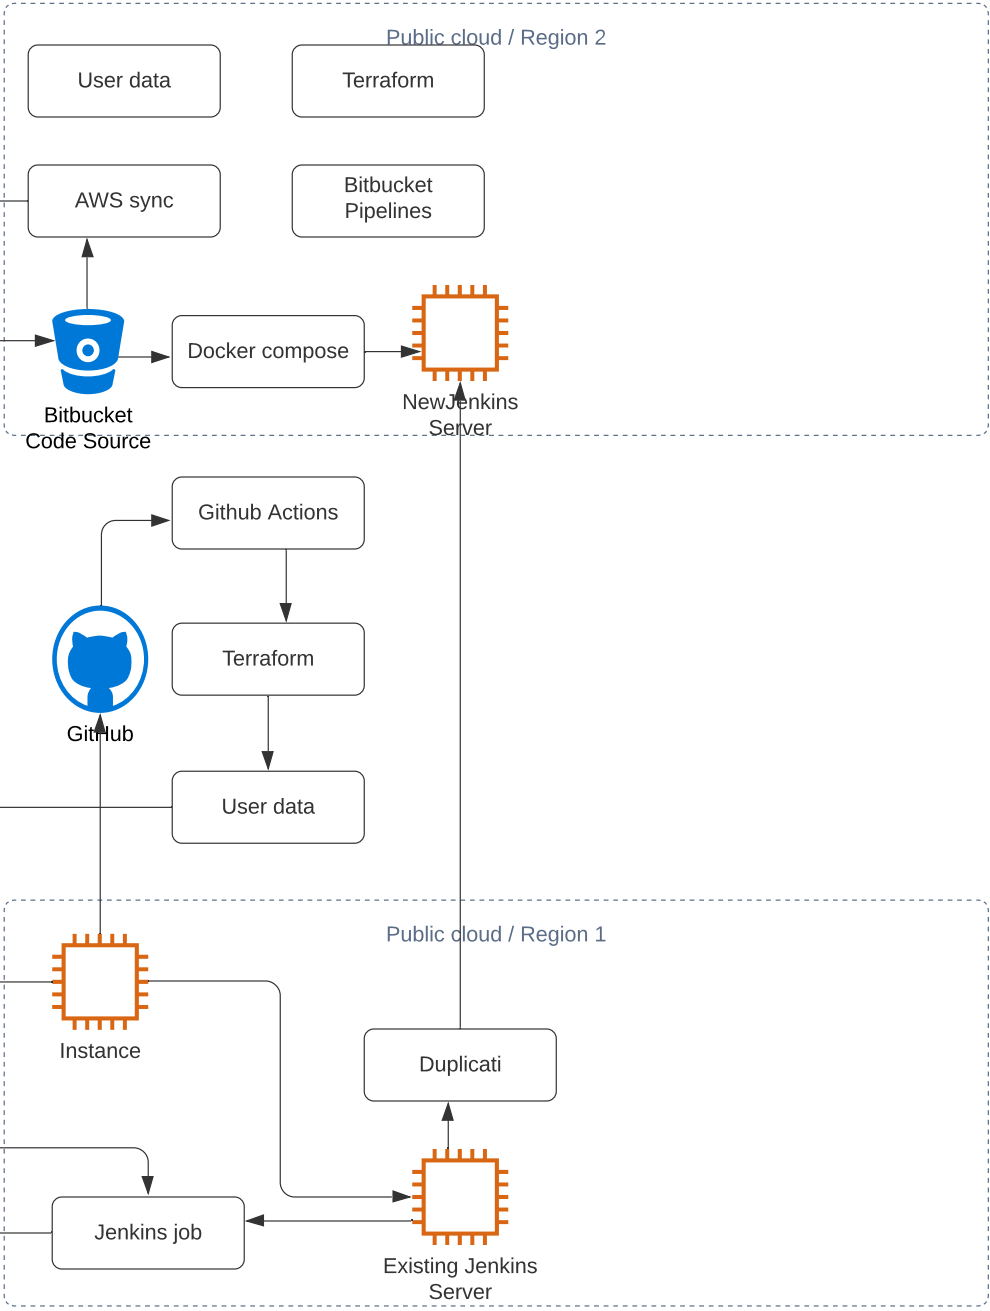 Public cloud / Region 2
User data
Terraform
AWS sync
Bitbucket
Pipelines
Docker compose
NewJenkins
Server
Bitbucket
Code Source
Github Actions
Terraform
GitHub
User data
Public cloud / Region 1
Instance
Duplicati
Jenkins job
Existing Jenkins
Server